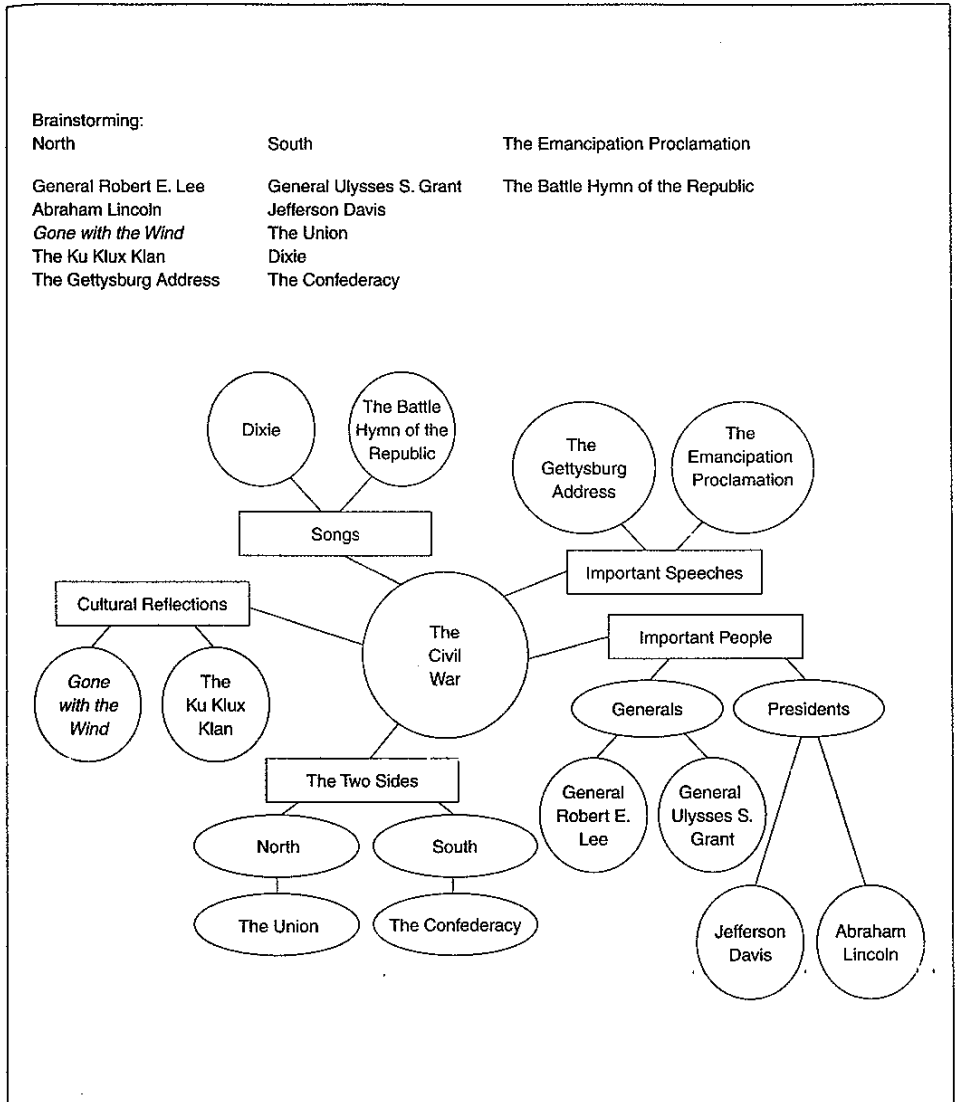 Brainstorming:
North South The Emancipation Proclamation
General Robert E. Lee General Ulysses S. Grant The Battle Hymn of the Republic
Abraham Lincoln Jefferson Davis
Gone with the Wind The Union
The Ku Klux Klan Dixie
The Gettysburg Address The Confederacy
Dixie
The Battle
Hymn of the
Republic
The
Gettysburg
Address
The
Emancipation
Proclamation
Songs
Important Speeches
Cultural Reflections
The
Civil
War
Important People
Gone
with the
Wind
The
Ku Klux
Klan
Generals
Presidents
The Two Sides
General
Robert E.
Lee
General
Ulysses S.
Grant
North
South
The Union
The Confederacy
Jefferson
Davis
Abraham
Lincoln